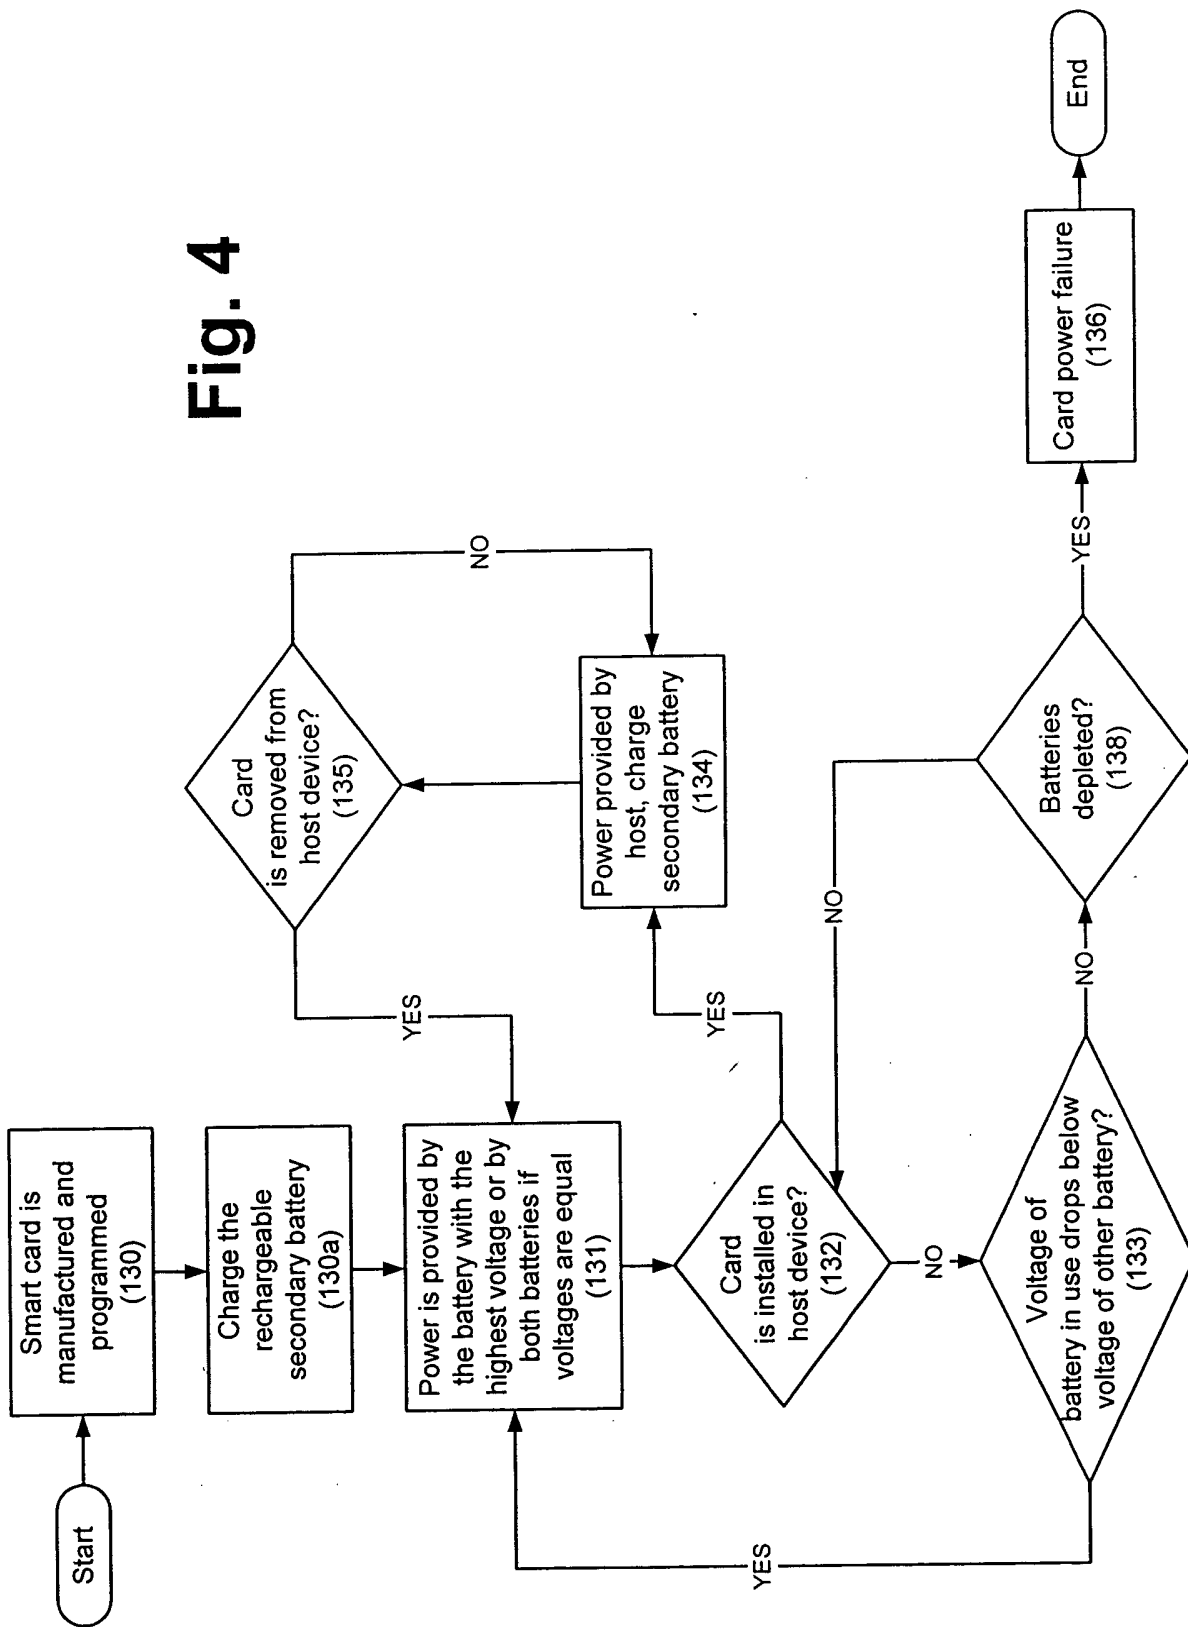 Fig. 4
Start
Smart card is
manufactured and
programmed
(130)
Charge the
rechargeable
secondary battery
(130a)
Power is provided by
the battery with the
highest voltage or by
both batteries if
voltages are equal
(131)
Card
is installed in
host device?
(132)
YES
NO
Power provided by
host, charge
secondary battery
(134)
Card
is removed from
host device?
(135)
NO
YES
Voltage of
battery in use drops below
voltage of other battery?
(133)
YES
NO
Batteries
depleted?
(138)
NO
YES
Card power failure
(136)
End